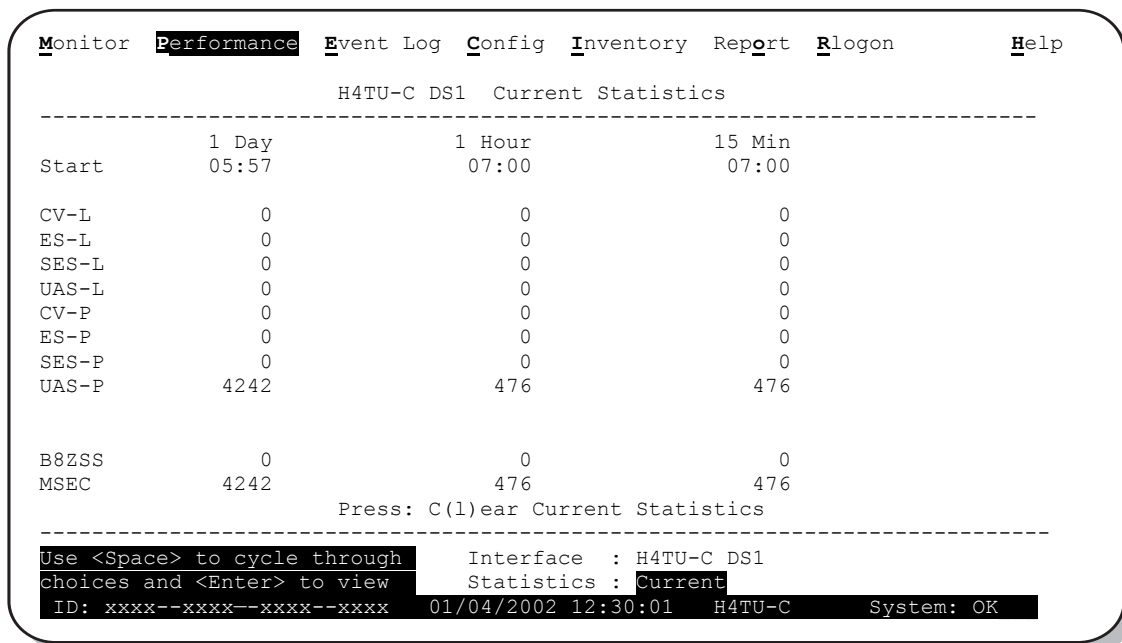 Monitor Performance Event Log Config Inventory Report Rlogon Help
H4TU-C DS1 Current Statistics
--------------------------------------------------------------------------------
1 Day 1 Hour 15 Min
Start 05:57 07:00 07:00
CV-L 0 0 0
ES-L 0 0 0
SES-L 0 0 0
UAS-L 0 0 0
CV-P 0 0 0
ES-P 0 0 0
SES-P 0 0 0
UAS-P 4242 476 476
B8ZSS 0 0 0
MSEC 4242 476 476
Press: C(l)ear Current Statistics
--------------------------------------------------------------------------------
Use <Space> to cycle through Interface : H4TU-C DS1
choices and <Enter> to view Statistics : Current
ID: xxxx--xxxx--xxxx--xxxx 01/04/2002 12:30:01 H4TU-C System: OK